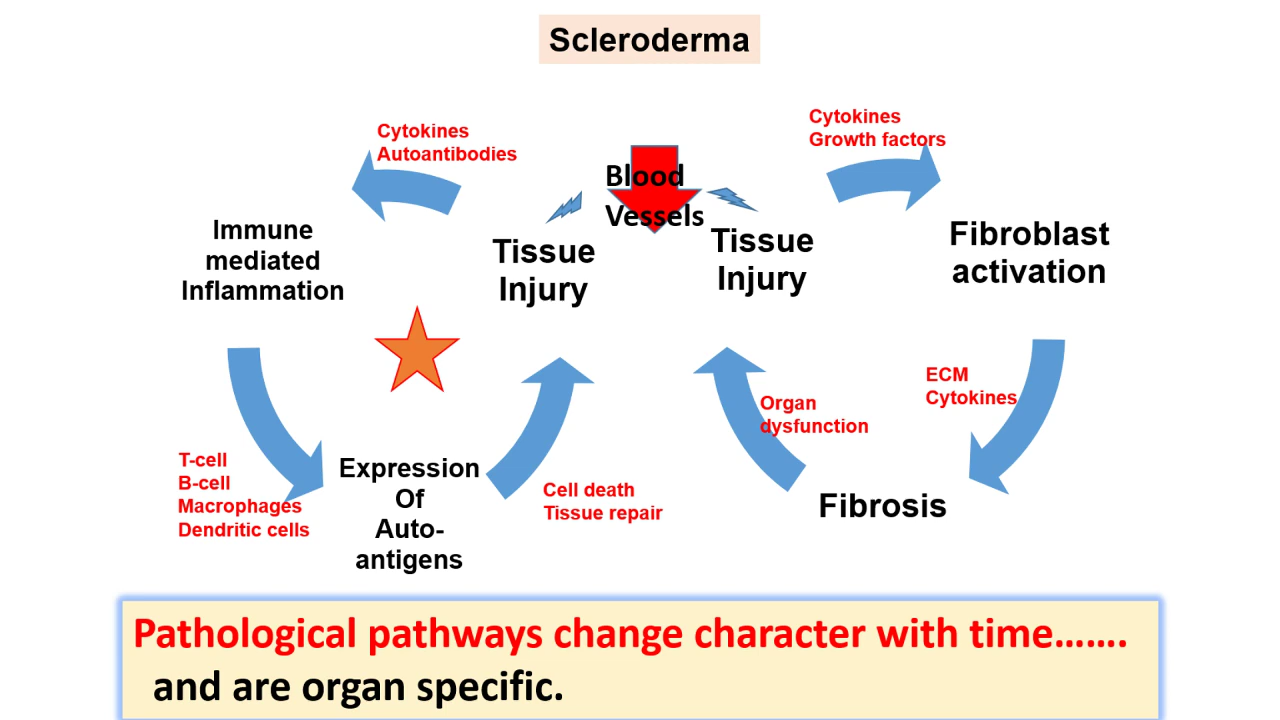 Scleroderma
Cytokines
Autoantibodies
Cytokines
Growth factors
Blood
Vessels
Immune
mediated
Inflammation
Tissue
Injury
Tissue
Injury
Fibroblast
activation
ECM
Cytokines
Organ
dysfunction
T-cell
B-cell
Macrophages
Dendritic cells
Expression
Of
Auto-
antigens
Cell death
Tissue repair
Fibrosis
Pathological pathways change character with time…….
and are organ specific.